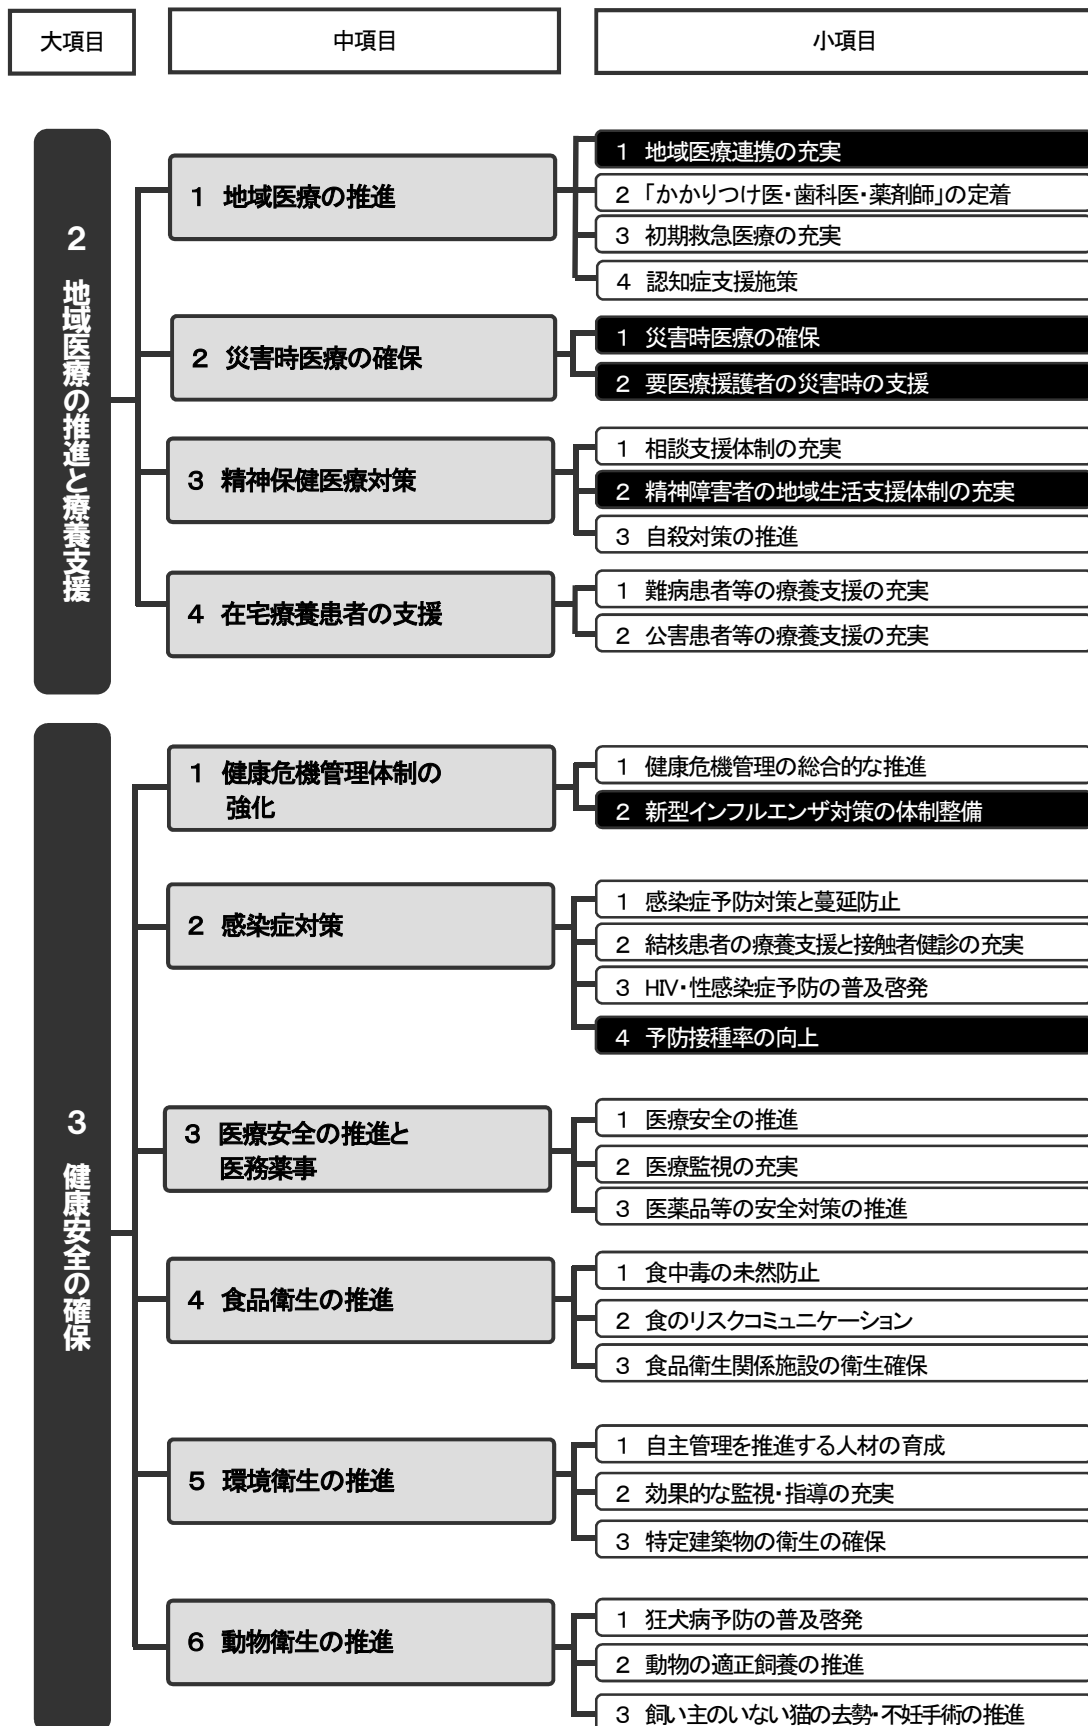 大項目
中項目
小項目
2 地域医療の推進と療養支援
1 地域医療の推進
1 地域医療連携の充実
2 「かかりつけ医・歯科医・薬剤師」の定着
3 初期救急医療の充実
4 認知症支援施策
2 災害時医療の確保
1 災害時医療の確保
2 要医療援護者の災害時の支援
3 精神保健医療対策
1 相談支援体制の充実
2 精神障害者の地域生活支援体制の充実
3 自殺対策の推進
4 在宅療養患者の支援
1 難病患者等の療養支援の充実
2 公害患者等の療養支援の充実
3 健康安全の確保
1 健康危機管理体制の
強化
1 健康危機管理の総合的な推進
2 新型インフルエンザ対策の体制整備
2 感染症対策
1 感染症予防対策と蔓延防止
2 結核患者の療養支援と接触者健診の充実
3 HIV・性感染症予防の普及啓発
4 予防接種率の向上
3 医療安全の推進と
医務薬事
1 医療安全の推進
2 医療監視の充実
3 医薬品等の安全対策の推進
4 食品衛生の推進
1 食中毒の未然防止
2 食のリスクコミュニケーション
3 食品衛生関係施設の衛生確保
5 環境衛生の推進
1 自主管理を推進する人材の育成
2 効果的な監視・指導の充実
3 特定建築物の衛生の確保
6 動物衛生の推進
1 狂犬病予防の普及啓発
2 動物の適正飼養の推進
3 飼い主のいない猫の去勢・不妊手術の推進